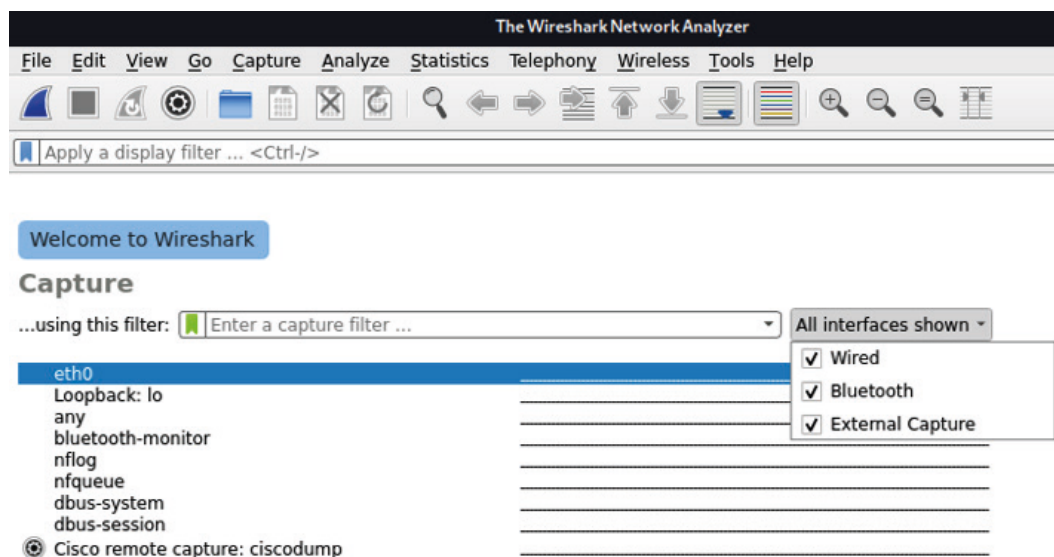 The Wireshark Network Analyzer
File Edit View Go Capture Analyze Statistics Telephony Wireless Tools Help
Apply a display filter ... <Ctrl-/>
Welcome to Wireshark
Capture
...using this filter: Enter a capture filter ... All interfaces shown
Wired
Bluetooth
External Capture
eth0
Loopback: lo
any
bluetooth-monitor
nflog
nfqueue
dbus-system
dbus-session
Cisco remote capture: ciscodump